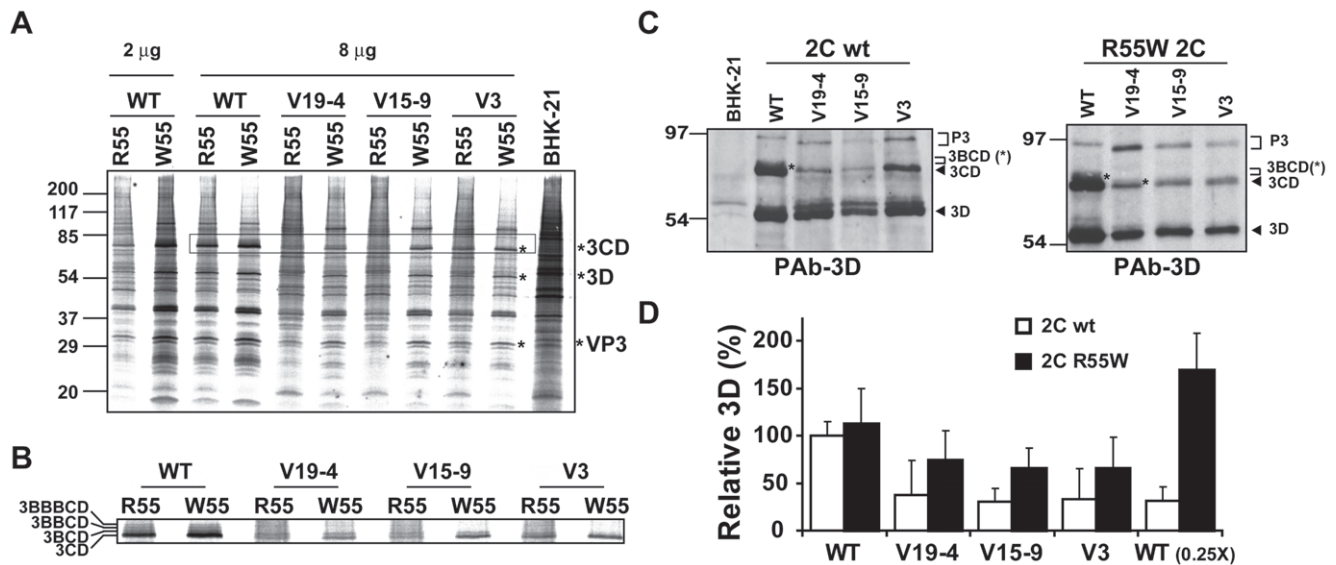 A
2 µg
8 µg
WT
WT
V19-4
V15-9
V3
R55
W55
R55
W55
R55
W55
R55
W55
R55
W55
BHK-21
200
117
85
54
37
29
20
*3CD
*3D
*VP3
*
*
*
B
WT
V19-4
V15-9
V3
R55
W55
R55
W55
R55
W55
R55
W55
3BBBCD
3BBCD
3BCD
3CD
C
2C wt
BHK-21
WT
V19-4
V15-9
V3
97
54
*
P3
3BCD (*)
3CD
3D
PAb-3D
R55W 2C
WT
V19-4
V15-9
V3
97
54
*
*
P3
3BCD(*)
3CD
3D
PAb-3D
D
Relative 3D (%)
200
150
100
50
0
2C wt
2C R55W
WT
V19-4
V15-9
V3
WT (0.25X)